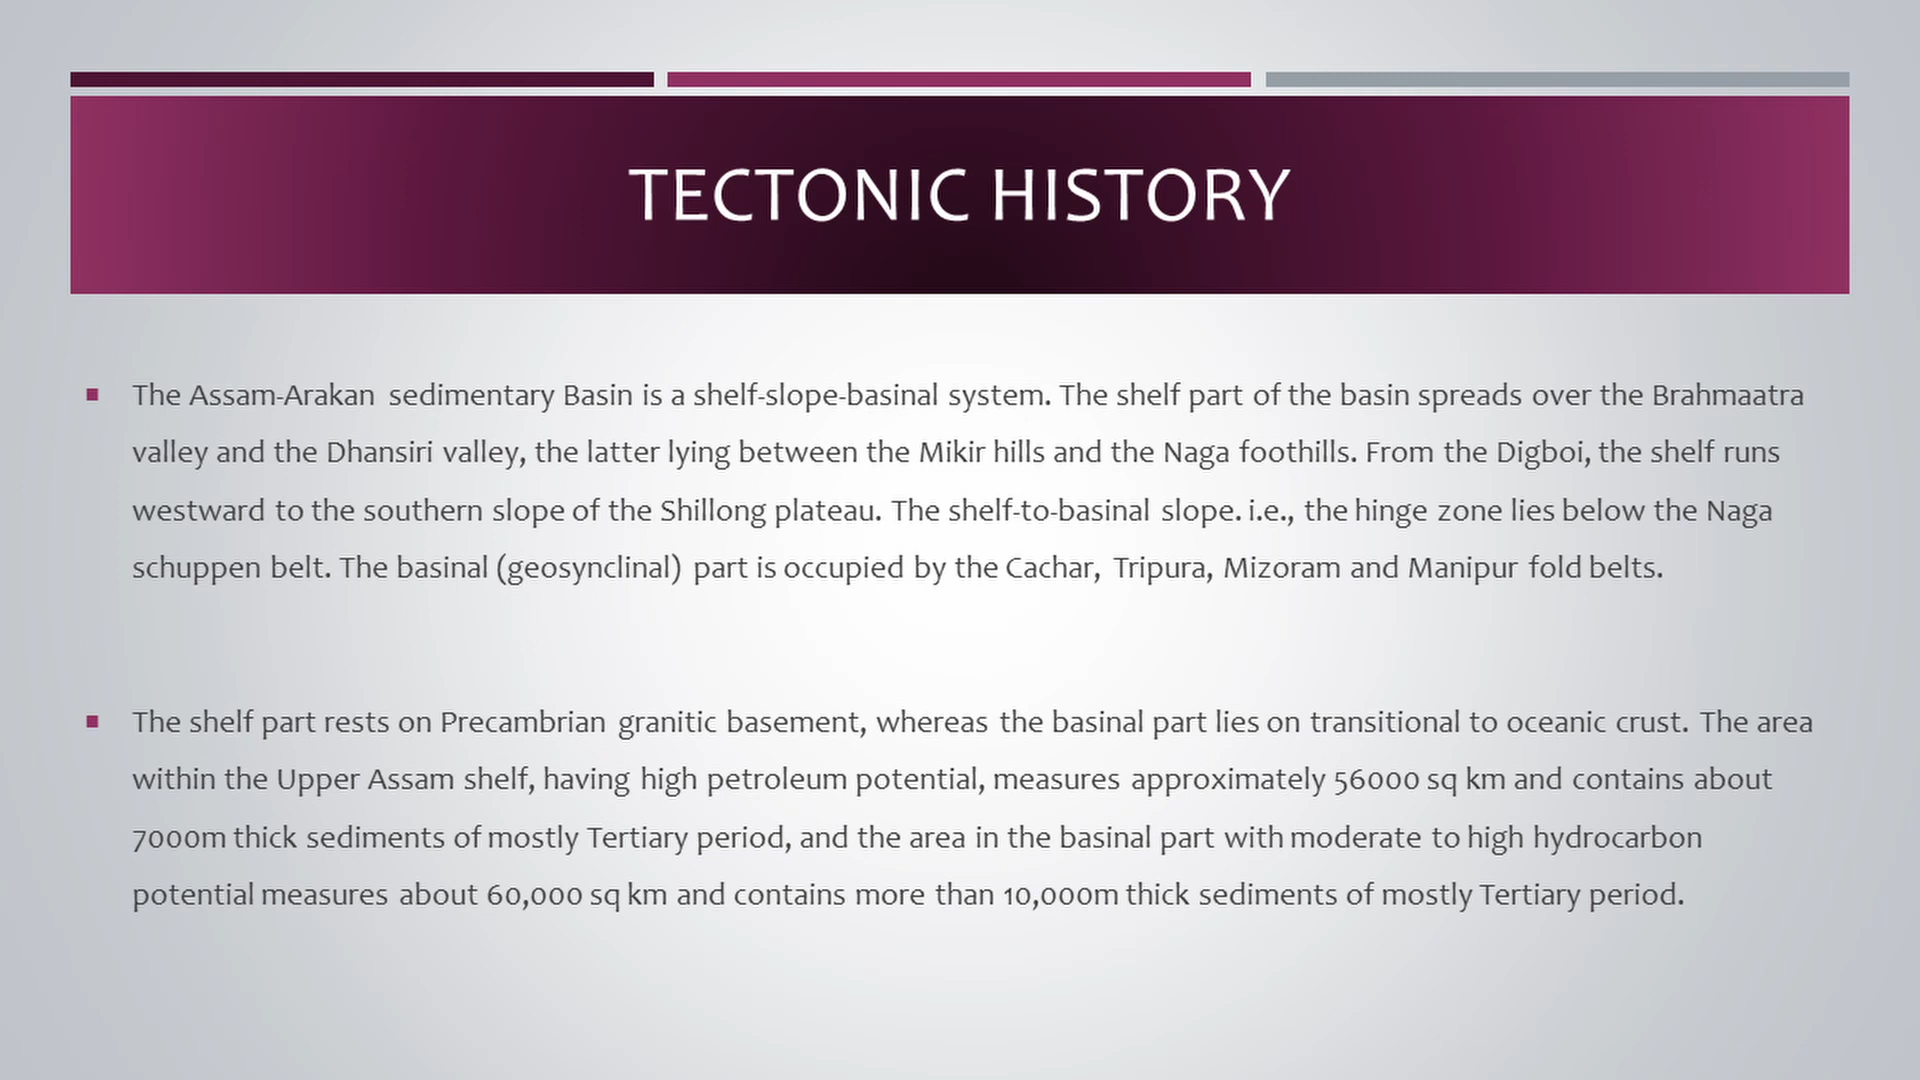 TECTONIC HISTORY
The Assam-Arakan sedimentary Basin is a shelf-slope-basinal system. The shelf part of the basin spreads over the Brahmaatra
valley and the Dhansiri valley, the latter lying between the Mikir hills and the Naga foothills. From the Digboi, the shelf runs
westward to the southern slope of the Shillong plateau. The shelf-to-basinal slope. i.e., the hinge zone lies below the Naga
schuppen belt. The basinal (geosynclinal) part is occupied by the Cachar, Tripura, Mizoram and Manipur fold belts.
The shelf part rests on Precambrian granitic basement, whereas the basinal part lies on transitional to oceanic crust. The area
within the Upper Assam shelf, having high petroleum potential, measures approximately 56000 sq km and contains about
7000m thick sediments of mostly Tertiary period, and the area in the basinal part with moderate to high hydrocarbon
potential measures about 60,000 sq km and contains more than 10,000m thick sediments of mostly Tertiary period.